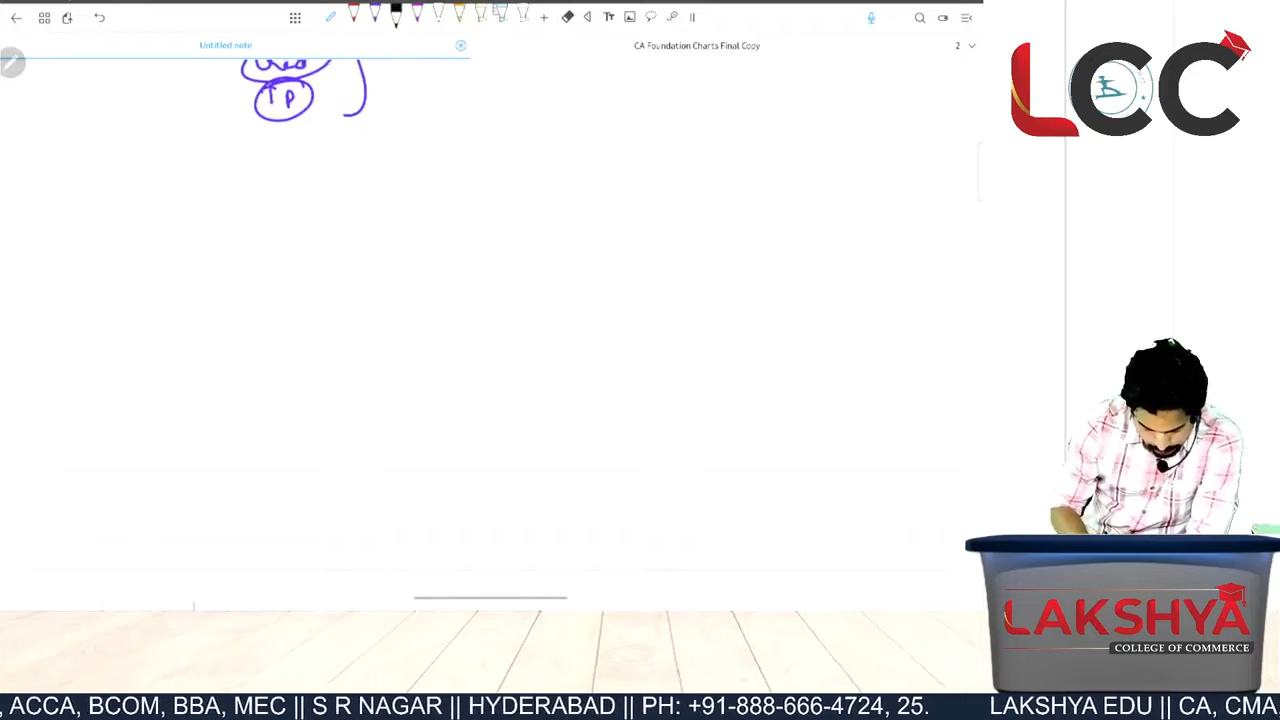 Untitled note
CA Foundation Charts Final Copy
2
TP
LCC
LAKSHYA
COLLEGE OF COMMERCE
, ACCA, BCOM, BBA, MEC || S R NAGAR || HYDERABAD || PH: +91-888-666-4724, 25. LAKSHYA EDU || CA, CMA